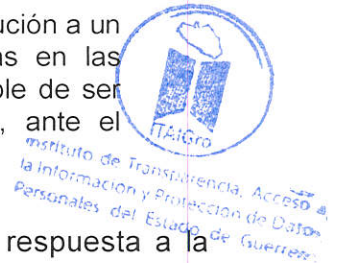 ución a un
as en las
ble de ser
, ante el
ITAIGro
Instituto de Transparencia, Acceso a
la Información y Protección de Datos
Personales del Estado de Guerrero
respuesta a la